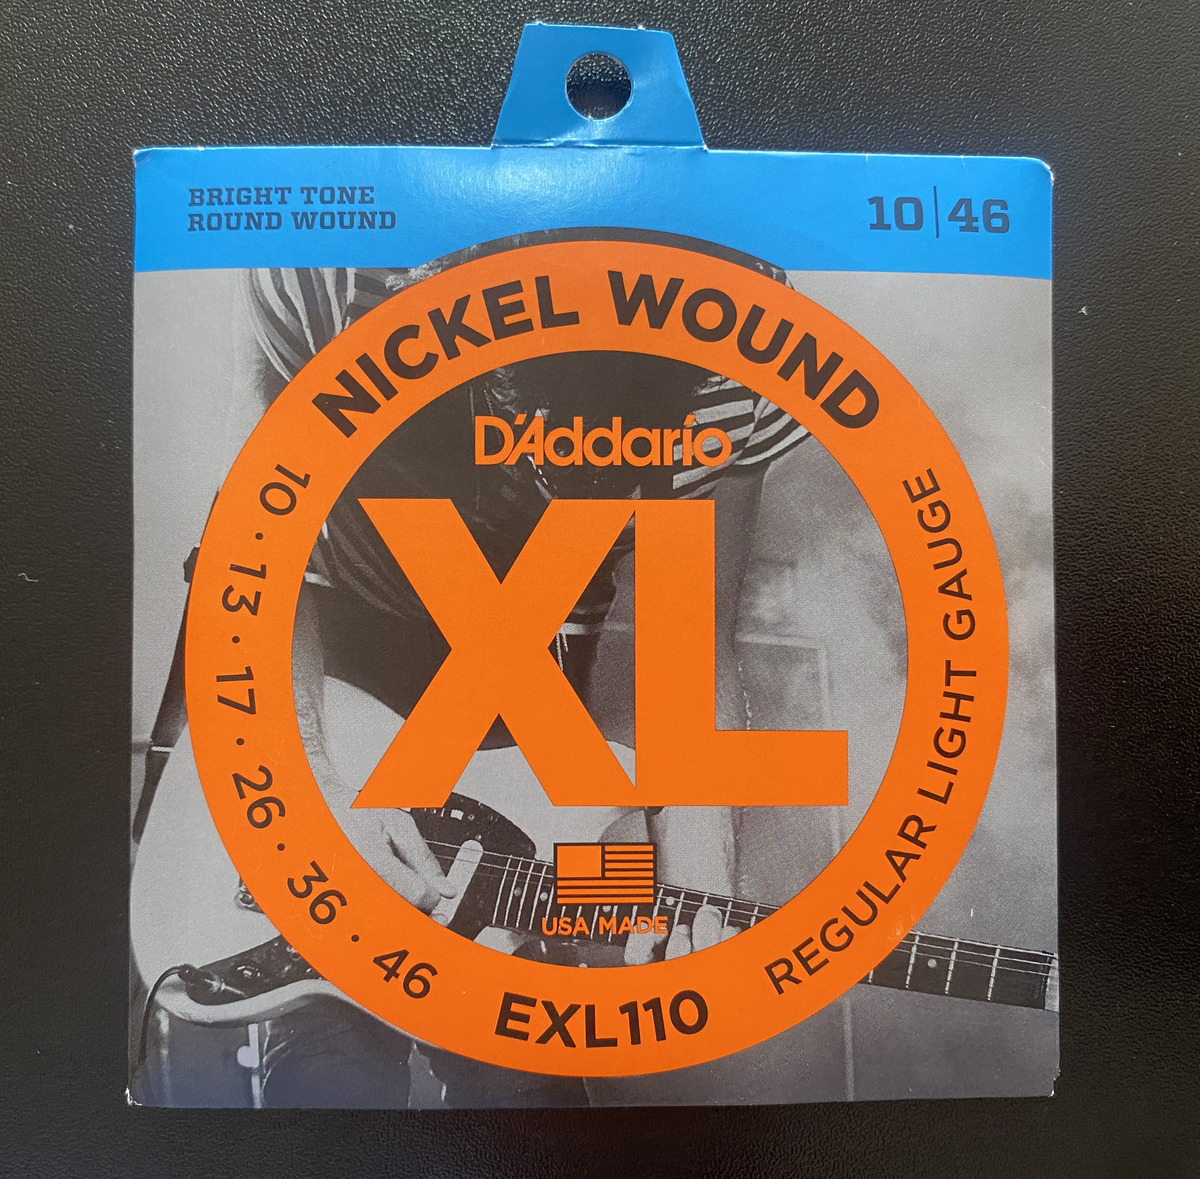 BRIGHT TONE
ROUND WOUND
10|46
NICKEL WOUND
D'Addario
XL
10 · 13 · 17 · 26 · 36 · 46
REGULAR LIGHT GAUGE
USA MADE
EXL110